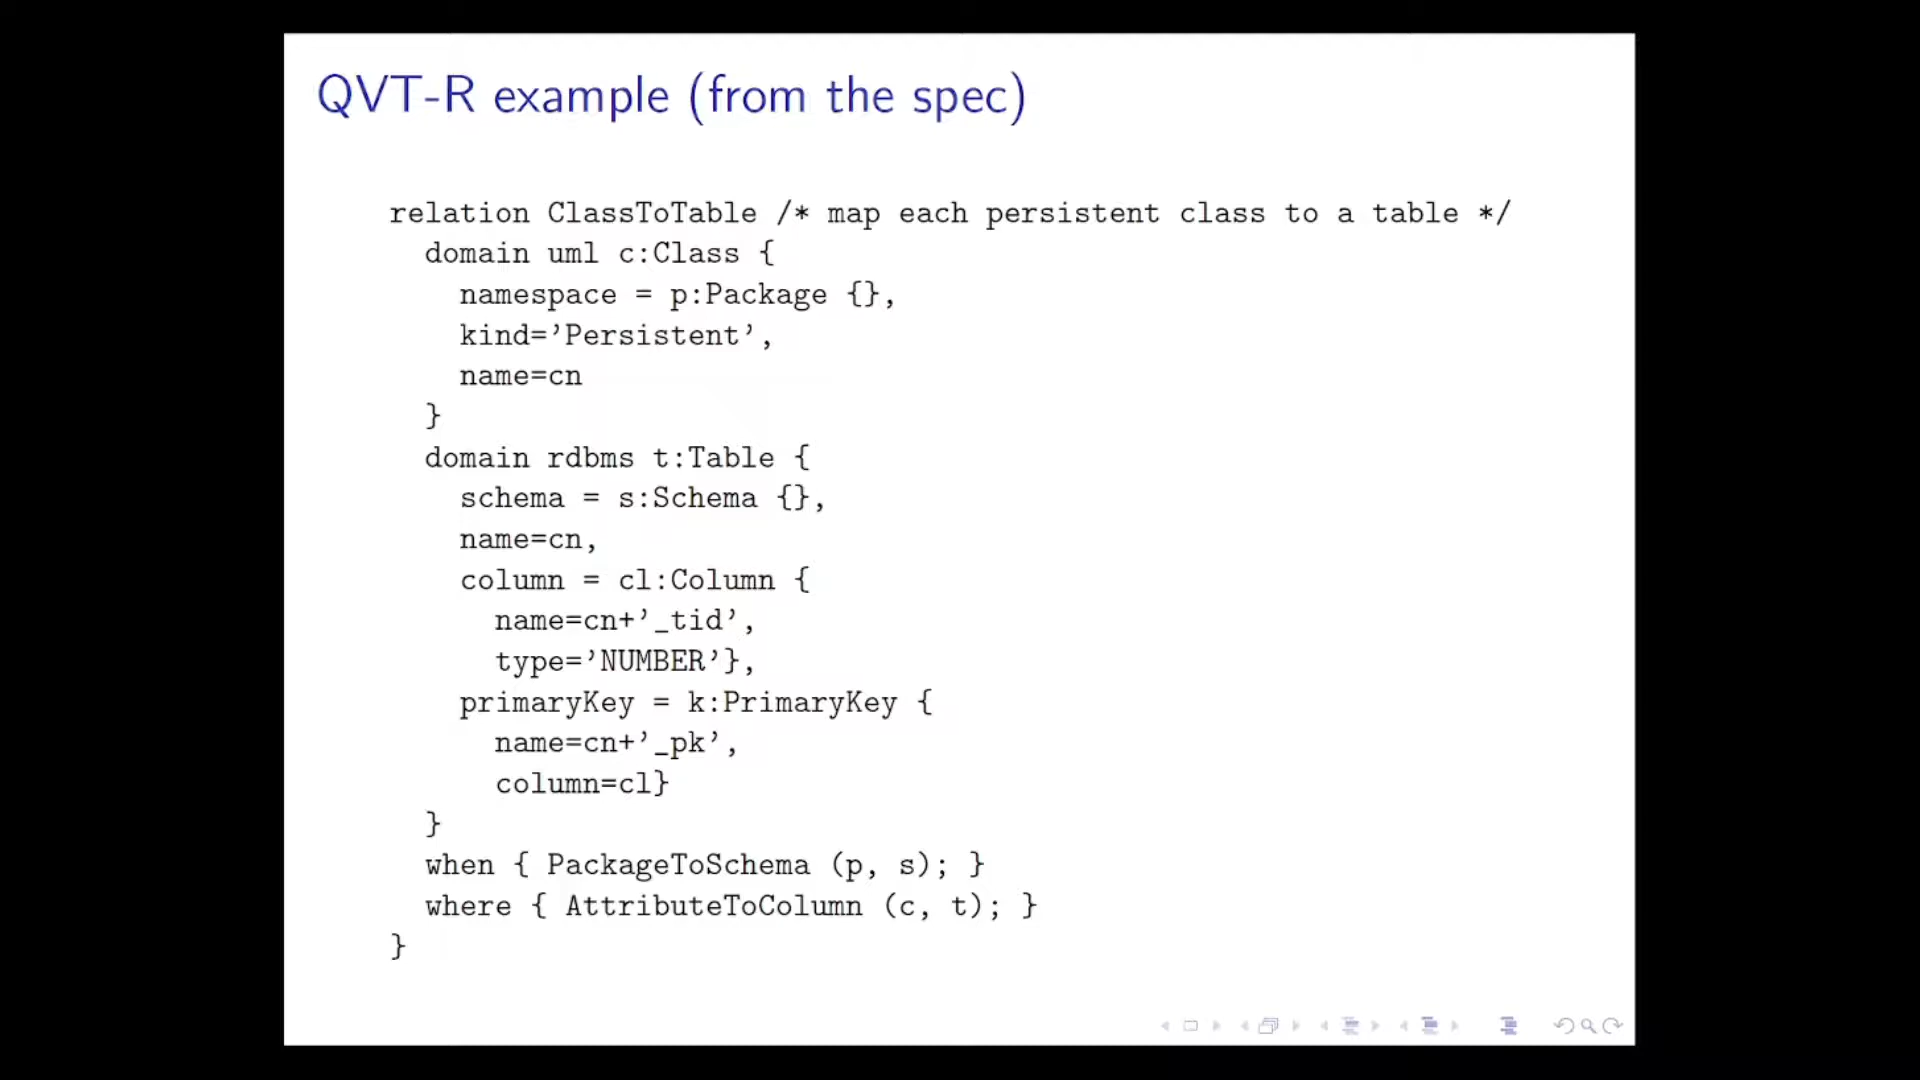 QVT-R example (from the spec)
relation ClassToTable /* map each persistent class to a table */
domain uml c:Class {
namespace = p:Package {},
kind=’Persistent’,
name=cn
}
domain rdbms t:Table {
schema = s:Schema {},
name=cn,
column = cl:Column {
name=cn+’_tid’,
type=’NUMBER’},
primaryKey = k:PrimaryKey {
name=cn+’_pk’,
column=cl}
}
when { PackageToSchema (p, s); }
where { AttributeToColumn (c, t); }
}